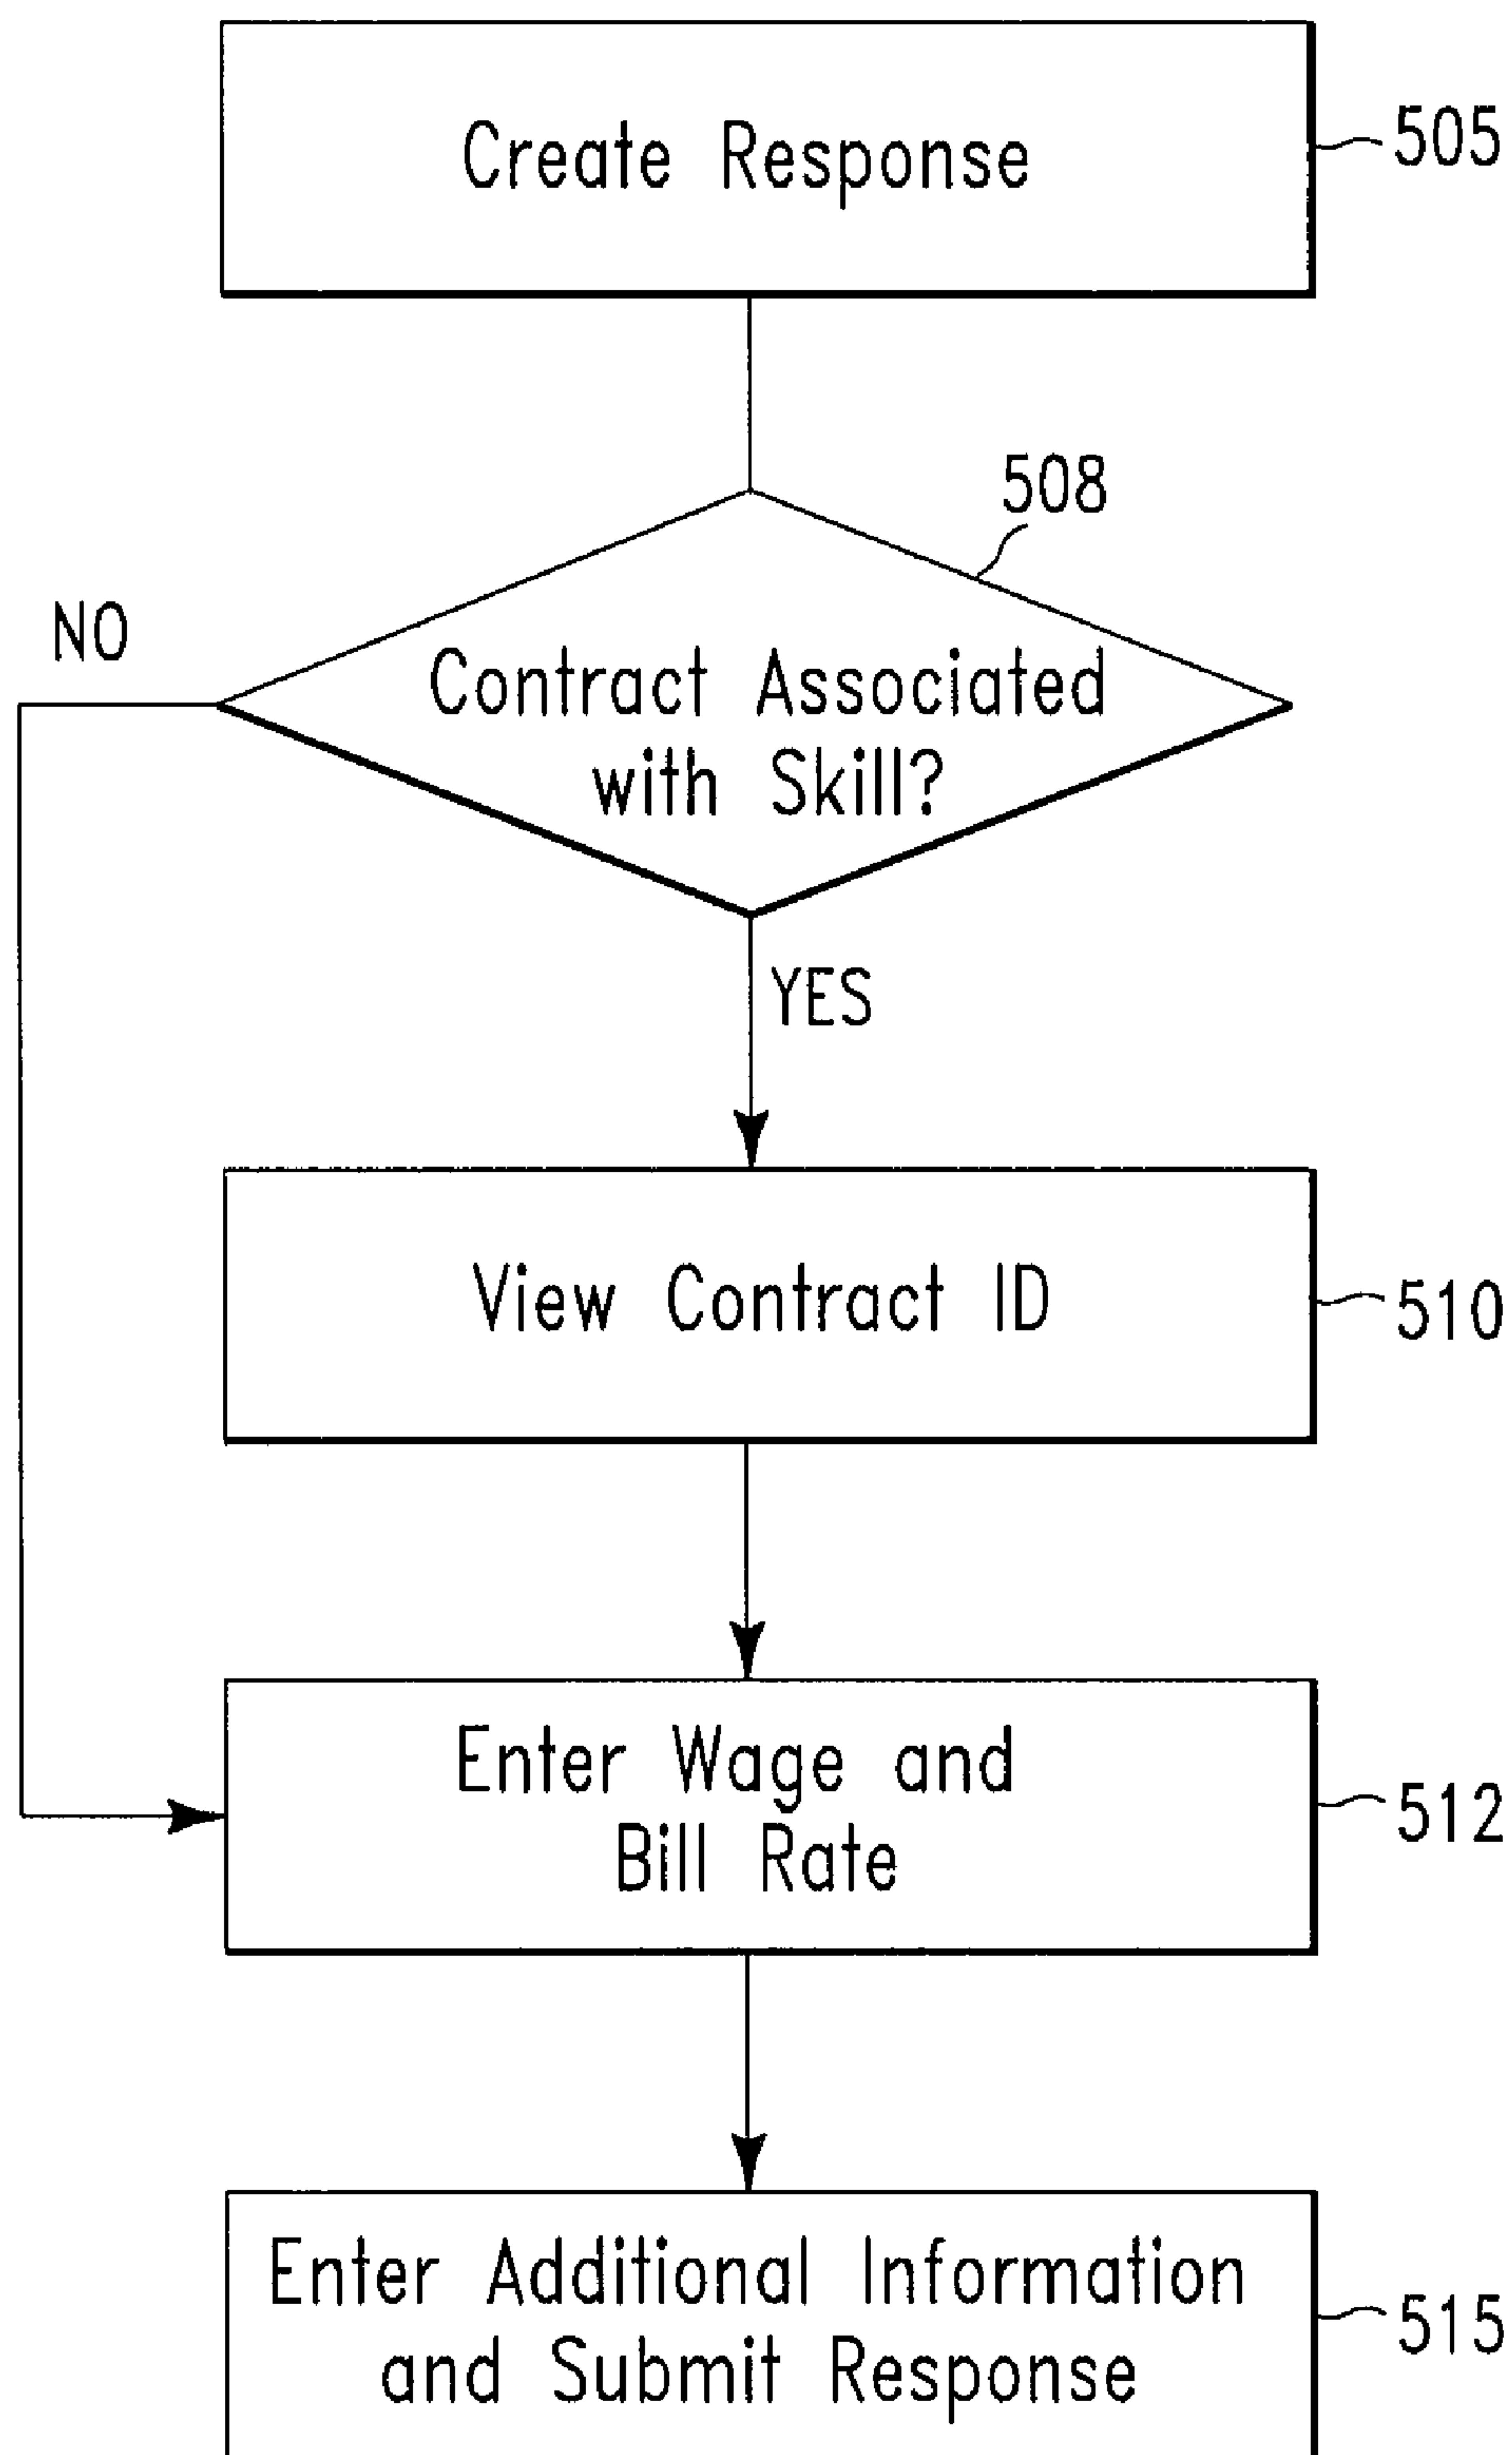 Create Response
505
508
NO
Contract Associated
with Skill?
YES
View Contract ID
510
Enter Wage and
Bill Rate
512
Enter Additional Information
and Submit Response
515